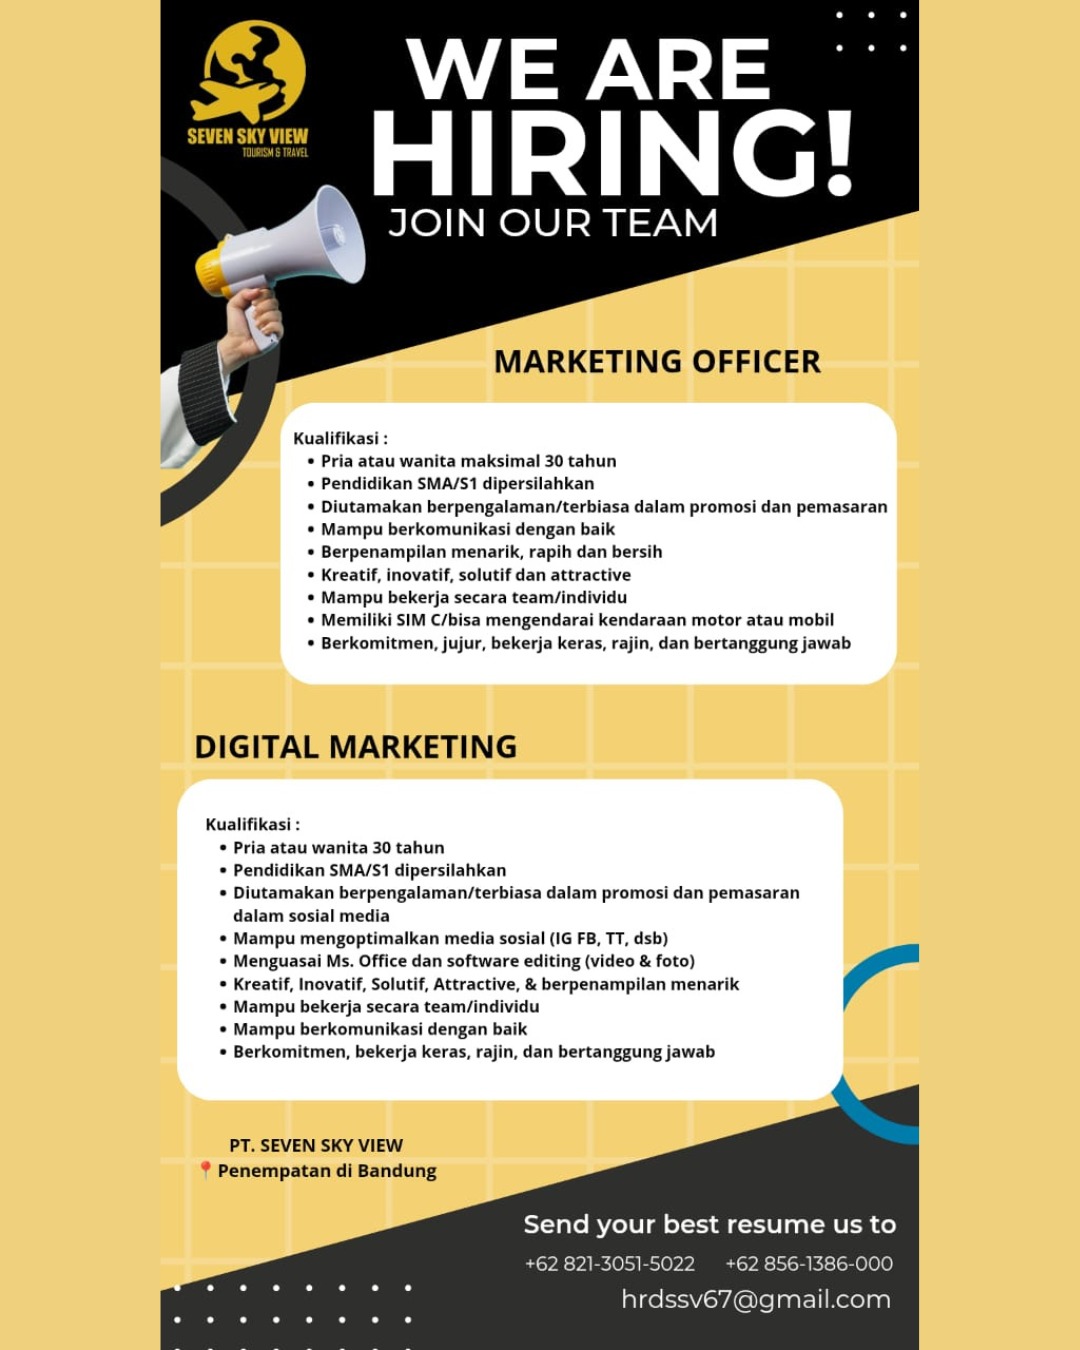 SEVEN SKY VIEW
TOURISM & TRAVEL
WE ARE
HIRING!
JOIN OUR TEAM
MARKETING OFFICER
Kualifikasi :
• Pria atau wanita maksimal 30 tahun
• Pendidikan SMA/S1 dipersilahkan
• Diutamakan berpengalaman/terbiasa dalam promosi dan pemasaran
• Mampu berkomunikasi dengan baik
• Berpenampilan menarik, rapih dan bersih
• Kreatif, inovatif, solutif dan attractive
• Mampu bekerja secara team/individu
• Memiliki SIM C/bisa mengendarai kendaraan motor atau mobil
• Berkomitmen, jujur, bekerja keras, rajin, dan bertanggung jawab
DIGITAL MARKETING
Kualifikasi :
• Pria atau wanita 30 tahun
• Pendidikan SMA/S1 dipersilahkan
• Diutamakan berpengalaman/terbiasa dalam promosi dan pemasaran
dalam sosial media
• Mampu mengoptimalkan media sosial (IG FB, TT, dsb)
• Menguasai Ms. Office dan software editing (video & foto)
• Kreatif, Inovatif, Solutif, Attractive, & berpenampilan menarik
• Mampu bekerja secara team/individu
• Mampu berkomunikasi dengan baik
• Berkomitmen, bekerja keras, rajin, dan bertanggung jawab
PT. SEVEN SKY VIEW
📍Penempatan di Bandung
Send your best resume us to
+62 821-3051-5022 +62 856-1386-000
hrdssv67@gmail.com